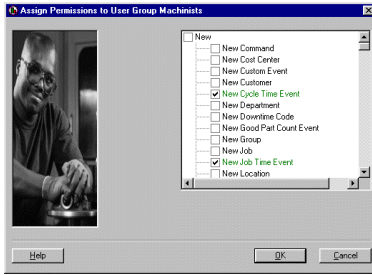 Assign Permissions to User Group Machinists
New
New Command
New Cost Center
New Custom Event
New Customer
New Cycle Time Event
New Department
New Downtime Code
New Good Part Count Event
New Group
New Job
New Job Time Event
New Location
Help
OK
Cancel